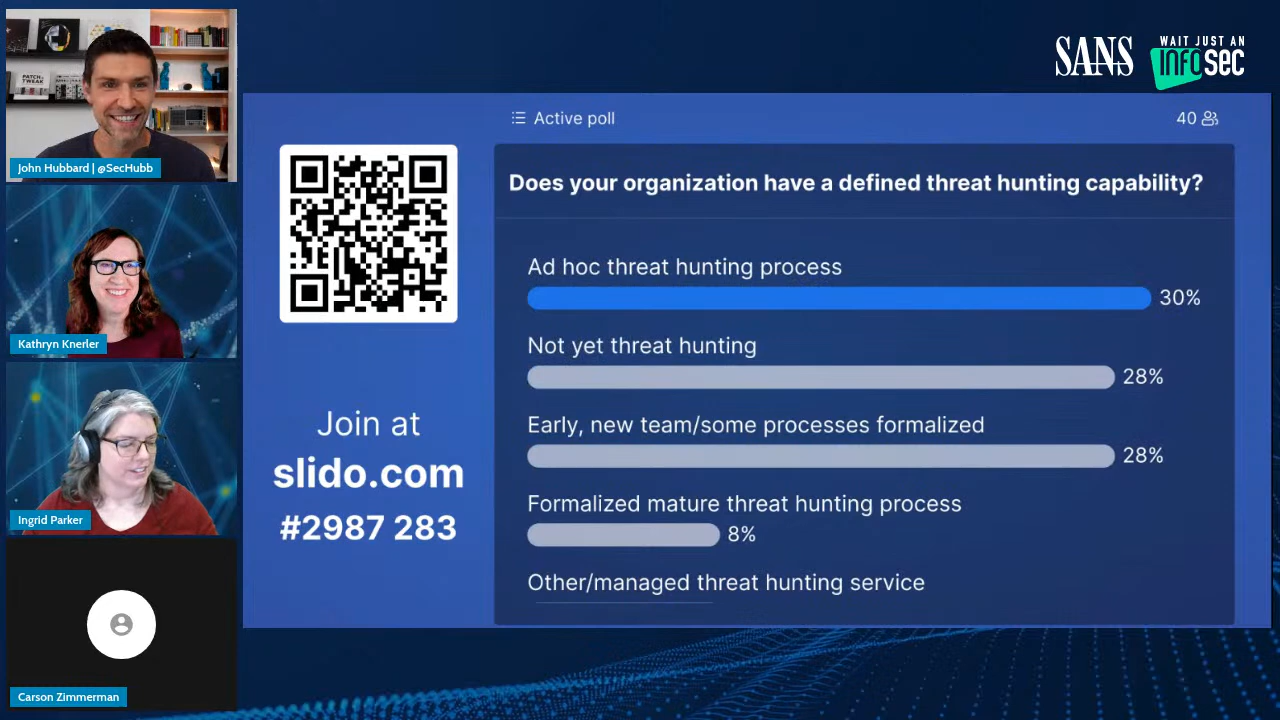 PATCH
TWEAK
John Hubbard | @SecHubb
Kathryn Knerler
Ingrid Parker
Carson Zimmerman
SANS
WAIT JUST AN
INFOSEC
Active poll
40
Does your organization have a defined threat hunting capability?
Ad hoc threat hunting process
30%
Not yet threat hunting
28%
Early, new team/some processes formalized
28%
Formalized mature threat hunting process
8%
Other/managed threat hunting service
Join at
slido.com
#2987 283